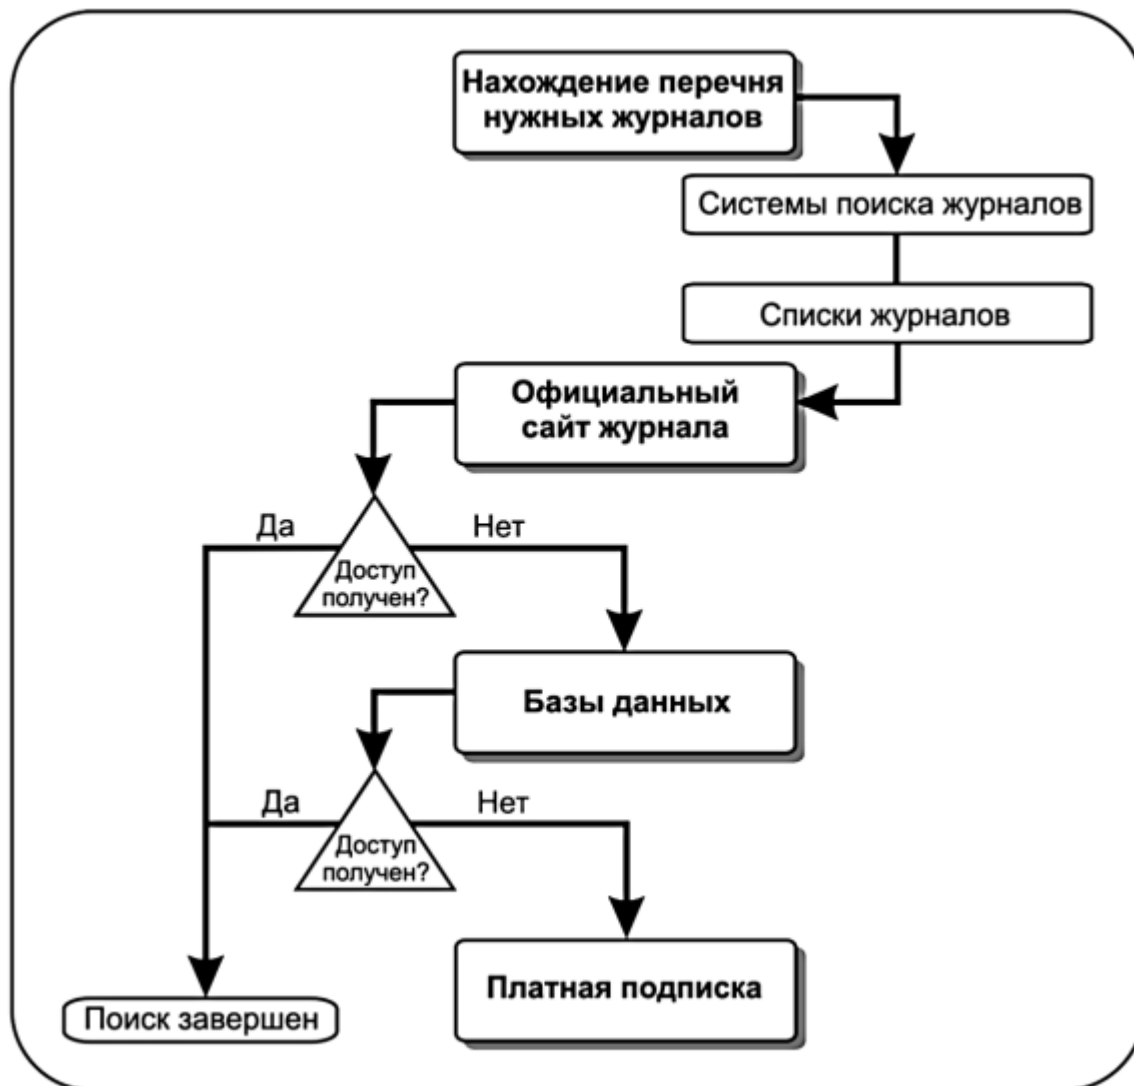 Нахождение перечня
нужных журналов
Системы поиска журналов
Списки журналов
Официальный
сайт журнала
Да
Нет
Доступ
получен?
Базы данных
Да
Нет
Доступ
получен?
Платная подписка
Поиск завершен